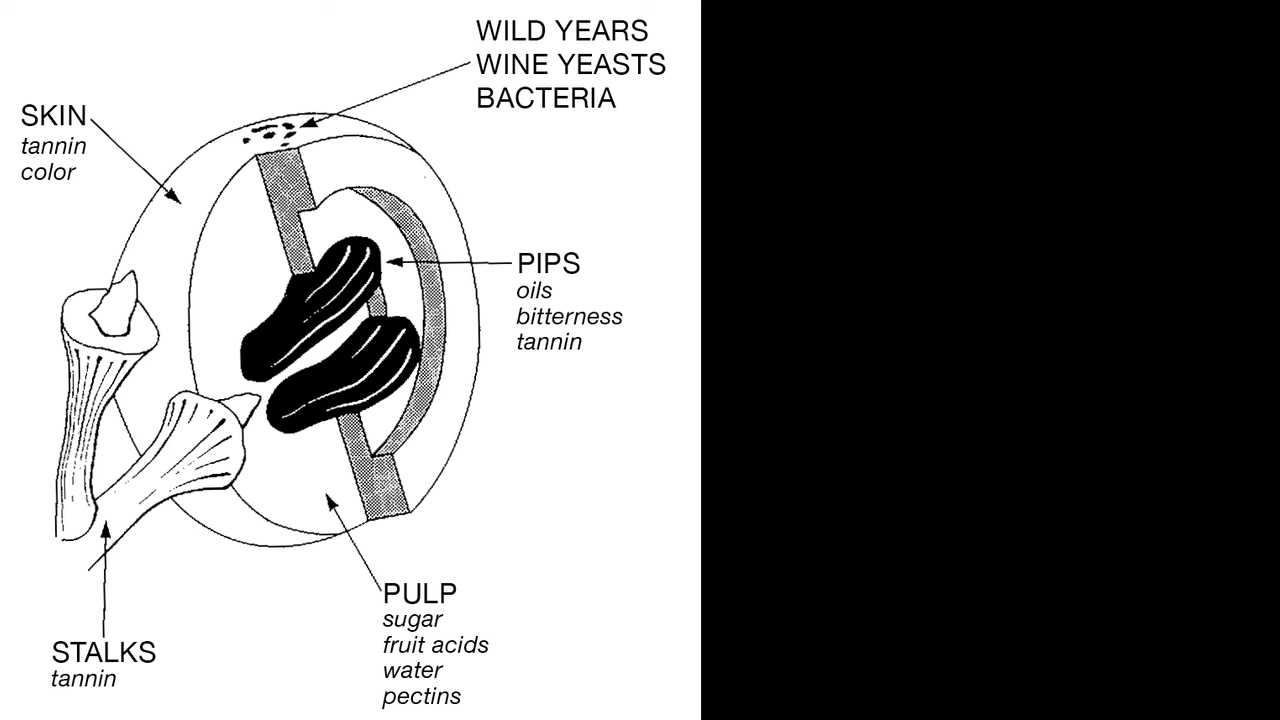 WILD YEARS
WINE YEASTS
BACTERIA
SKIN
tannin
color
PIPS
oils
bitterness
tannin
PULP
sugar
fruit acids
water
pectins
STALKS
tannin